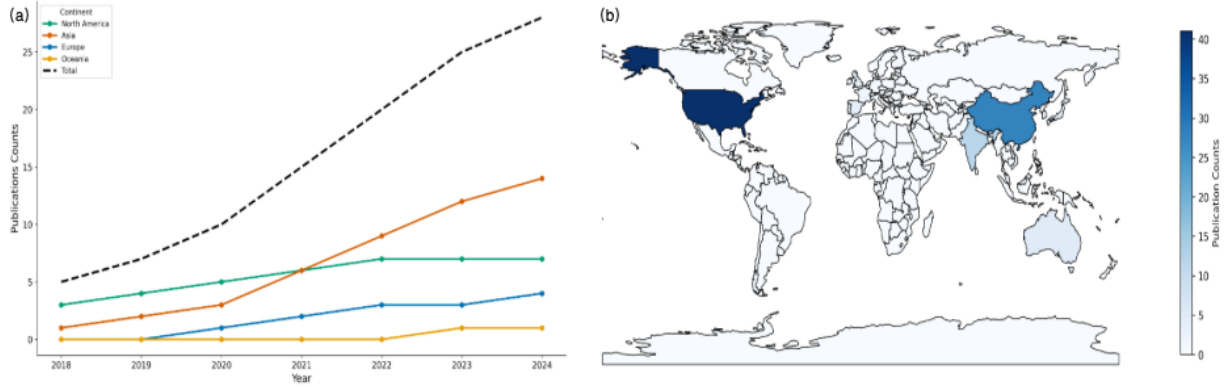 (a)
Continent
North America
Asia
Europe
Oceania
Total
25
20
15
10
5
0
Publications Counts
2018 2019 2020 2021 2022 2023 2024
Year
(b)
40
35
30
25
20
15
10
5
0
Publication Counts